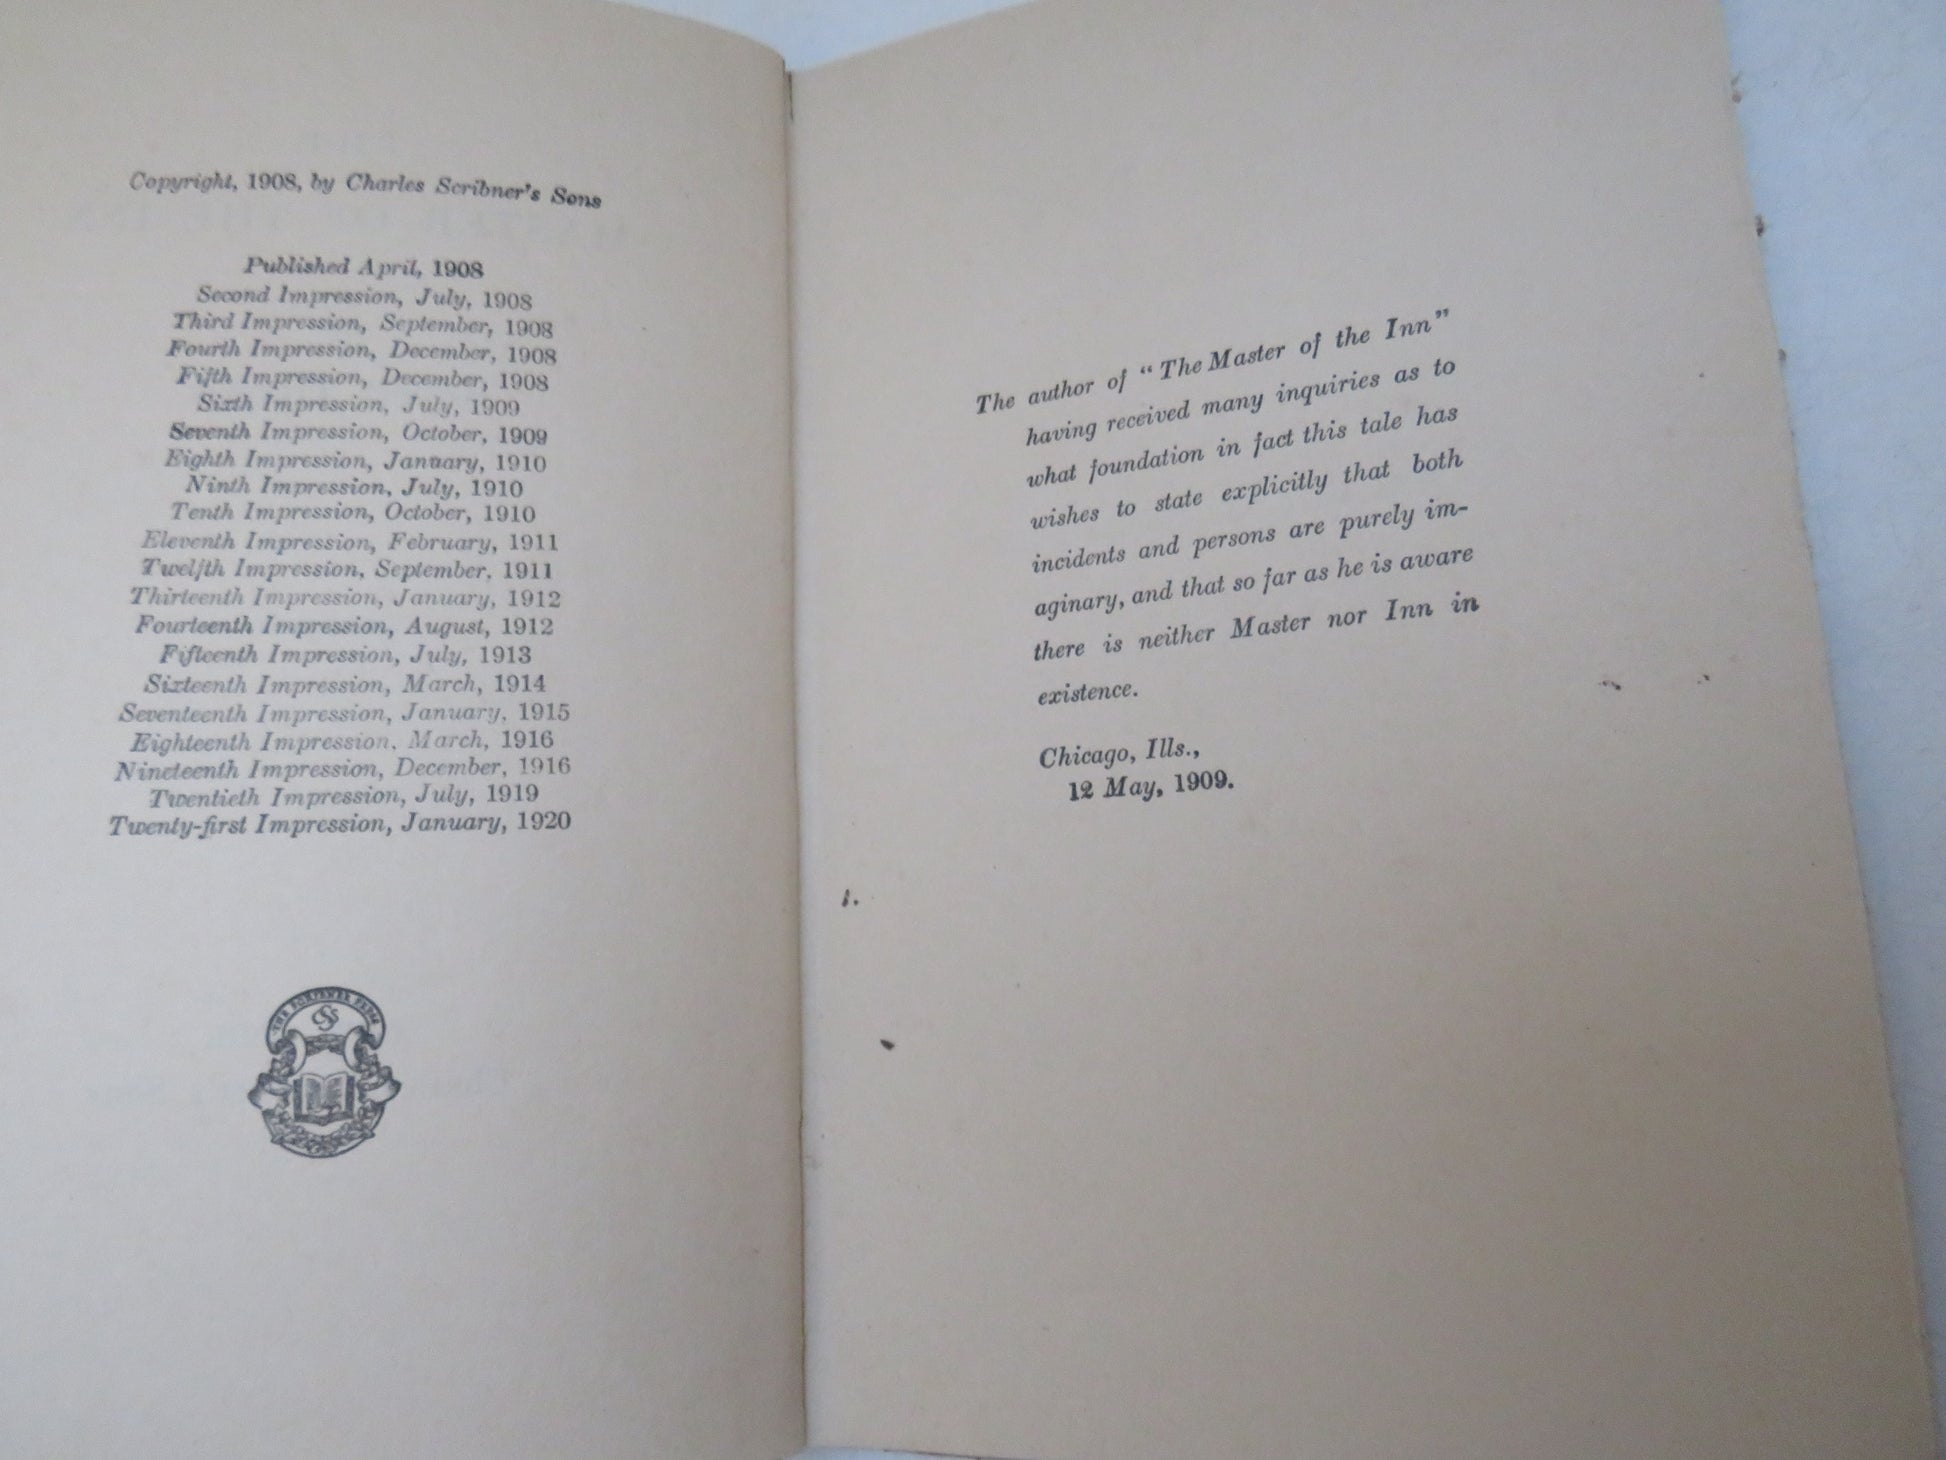 Copyright, 1908, by Charles Scribner's Sons
Published April, 1908
Second Impression, July, 1908
Third Impression, September, 1908
Fourth Impression, December, 1908
Fifth Impression, December, 1908
Sixth Impression, July, 1909
Seventh Impression, October, 1909
Eighth Impression, January, 1910
Ninth Impression, July, 1910
Tenth Impression, October, 1910
Eleventh Impression, February, 1911
Twelfth Impression, September, 1911
Thirteenth Impression, January, 1912
Fourteenth Impression, August, 1912
Fifteenth Impression, July, 1913
Sixteenth Impression, March, 1914
Seventeenth Impression, January, 1915
Eighteenth Impression, March, 1916
Nineteenth Impression, December, 1916
Twentieth Impression, July, 1919
Twenty-first Impression, January, 1920
THE SCRIBNER PRESS
The author of "The Master of the Inn"
having received many inquiries as to
what foundation in fact this tale has
wishes to state explicitly that both
incidents and persons are purely im-
aginary, and that so far as he is aware
there is neither Master nor Inn in
existence.
Chicago, Ills.,
12 May, 1909.